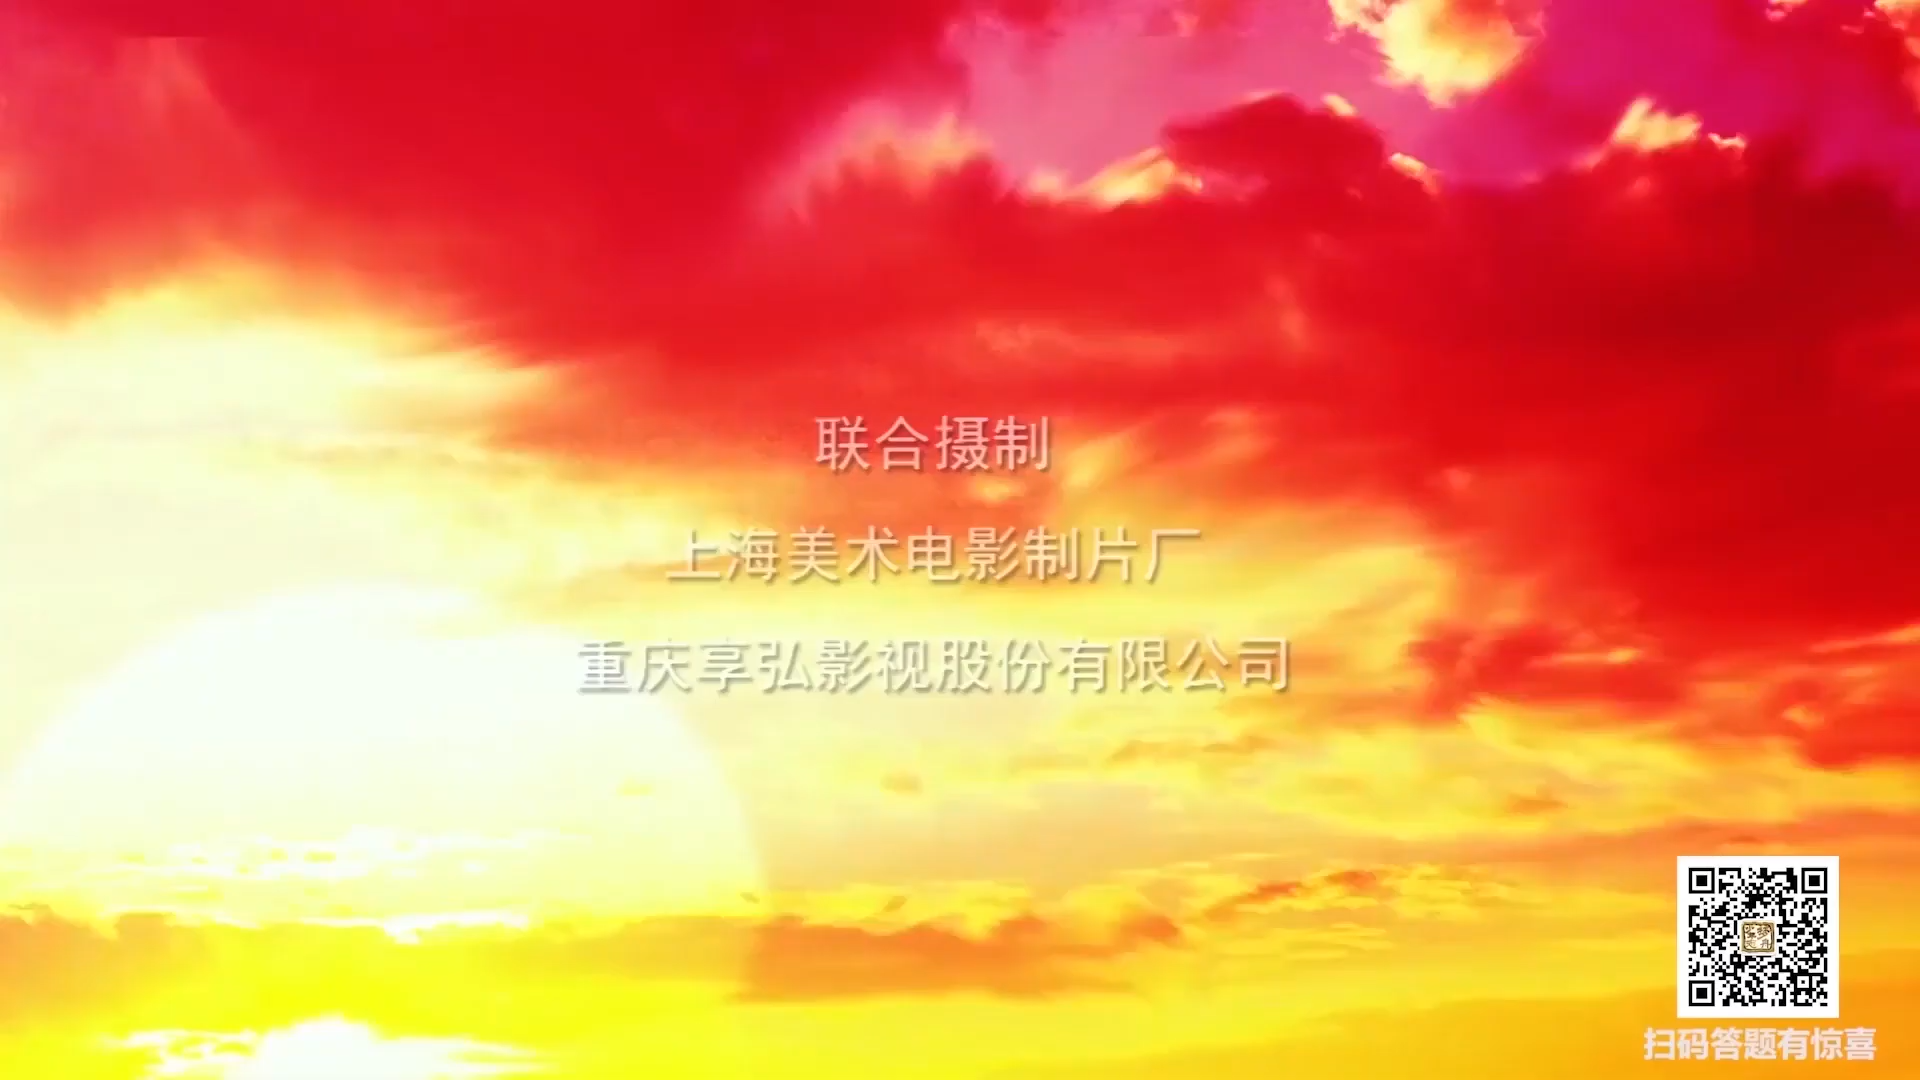 联合摄制
上海美术电影制片厂
重庆享弘影视股份有限公司
扫码答题有惊喜